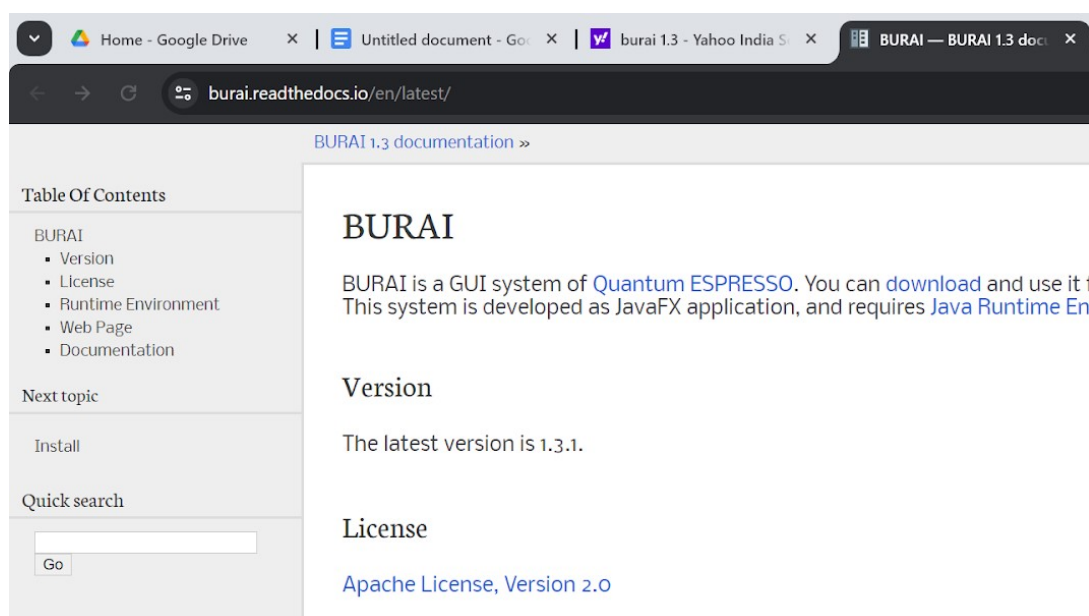 Home - Google Drive
Untitled document - Goo
burai 1.3 - Yahoo India S
BURAI — BURAI 1.3 docu
burai.readthedocs.io/en/latest/
BURAI 1.3 documentation »
Table Of Contents
BURAI
Version
License
Runtime Environment
Web Page
Documentation
Next topic
Install
Quick search
Go
BURAI
BURAI is a GUI system of Quantum ESPRESSO. You can download and use it f
This system is developed as JavaFX application, and requires Java Runtime En
Version
The latest version is 1.3.1.
License
Apache License, Version 2.0